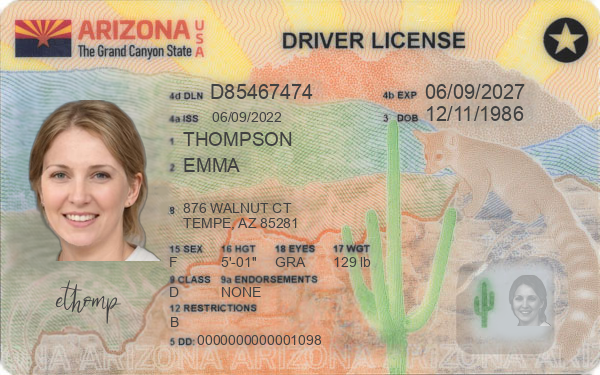 ARIZONA USA
The Grand Canyon State
DRIVER LICENSE
4d DLN D85467474 4b EXP 06/09/2027
4a ISS 06/09/2022 3 DOB 12/11/1986
1 THOMPSON
2 EMMA
8 876 WALNUT CT
TEMPE, AZ 85281
15 SEX 16 HGT 18 EYES 17 WGT
F 5'-01" GRA 129 lb
9 CLASS 9a ENDORSEMENTS
D NONE
12 RESTRICTIONS
B
ethomp
5 DD: 0000000000001098
ARIZONA ARIZONA ARIZONA ARIZONA